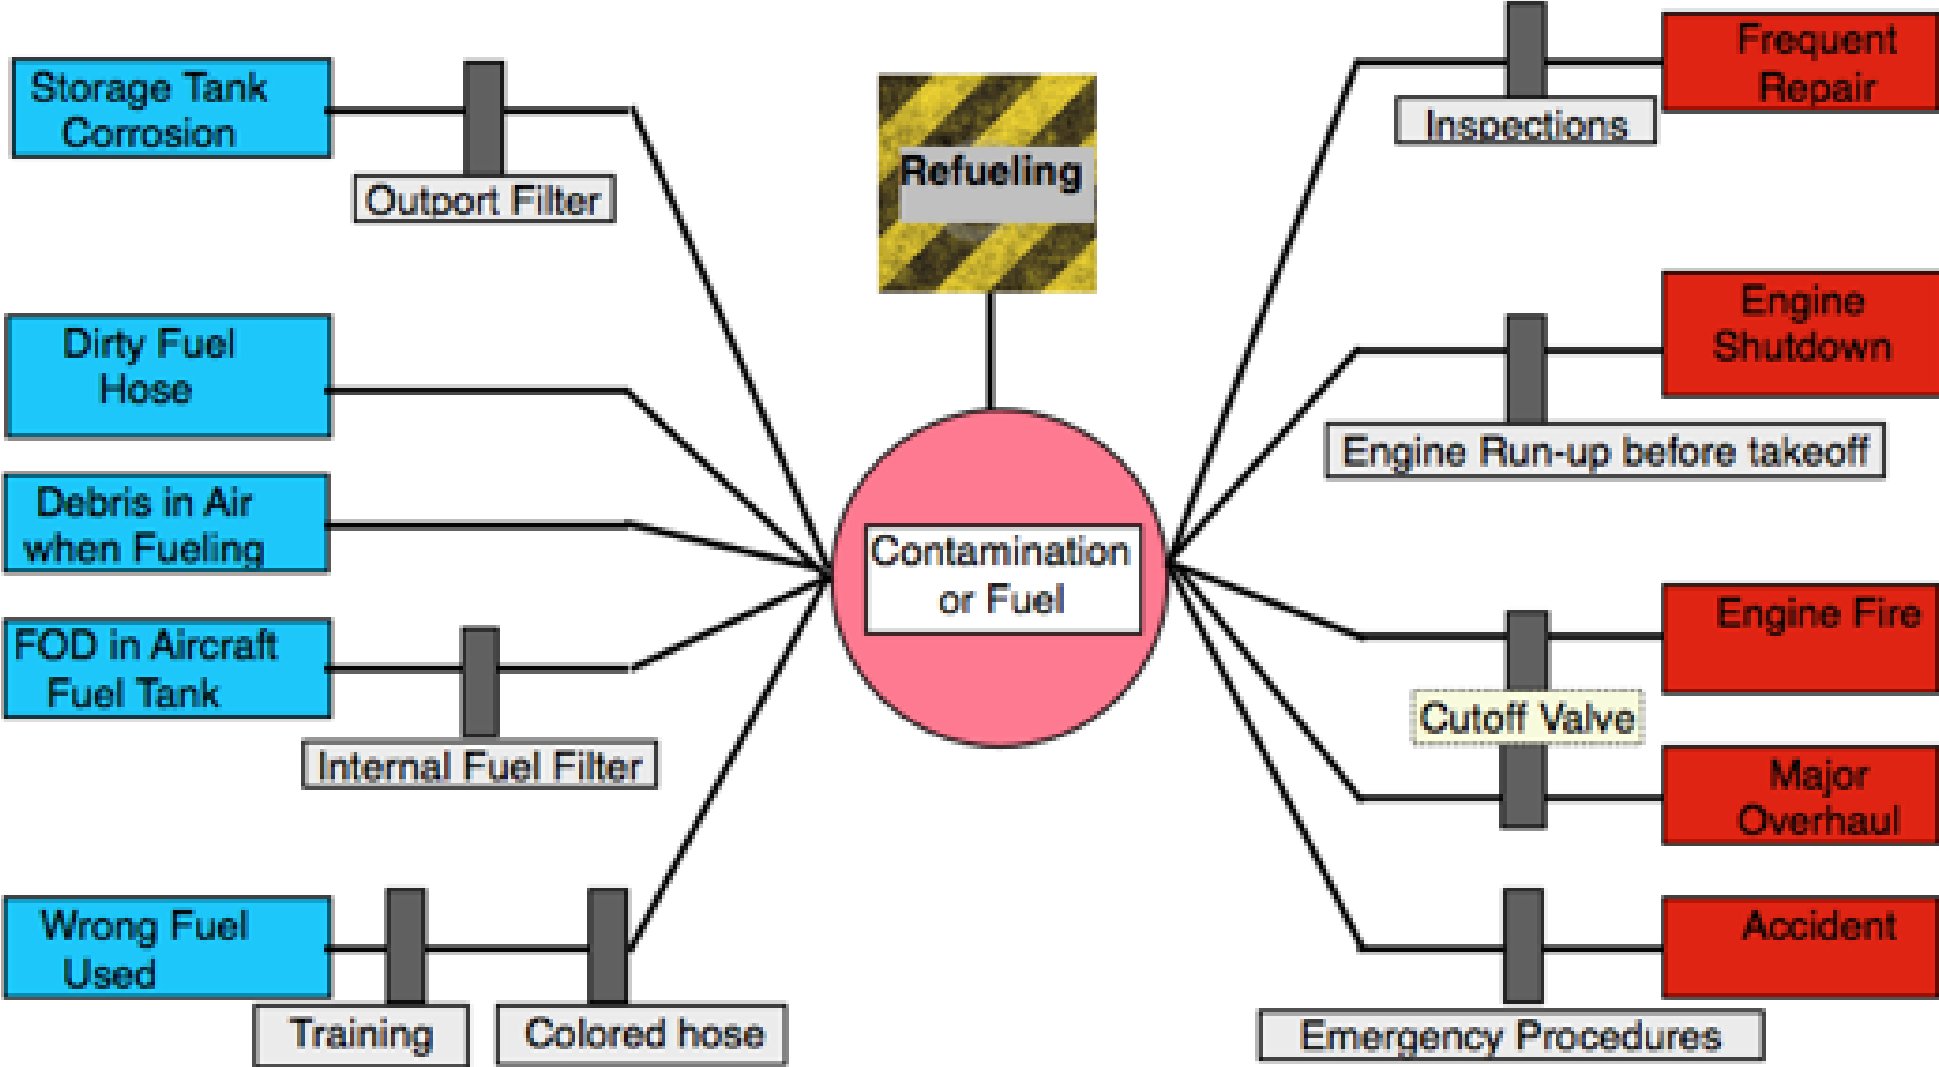 Storage Tank
Corrosion
Outport Filter
Dirty Fuel
Hose
Debris in Air
when Fueling
FOD in Aircraft
Fuel Tank
Internal Fuel Filter
Wrong Fuel
Used
Training
Colored hose
Refueling
Contamination
or Fuel
Frequent
Repair
Inspections
Engine
Shutdown
Engine Run-up before takeoff
Engine Fire
Cutoff Valve
Major
Overhaul
Accident
Emergency Procedures